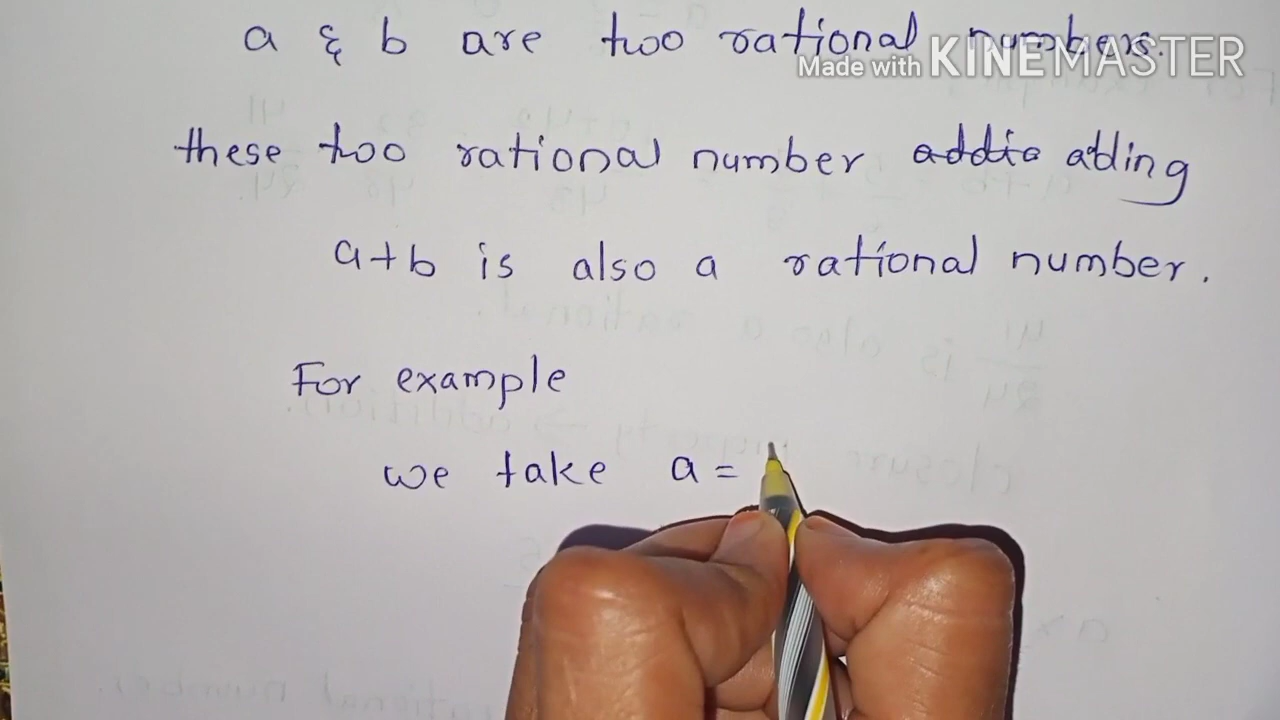 a & b are two rational numbers.
Made with KINEMASTER
these two rational number addio adding
a+b is also a rational number.
For example
we take a =